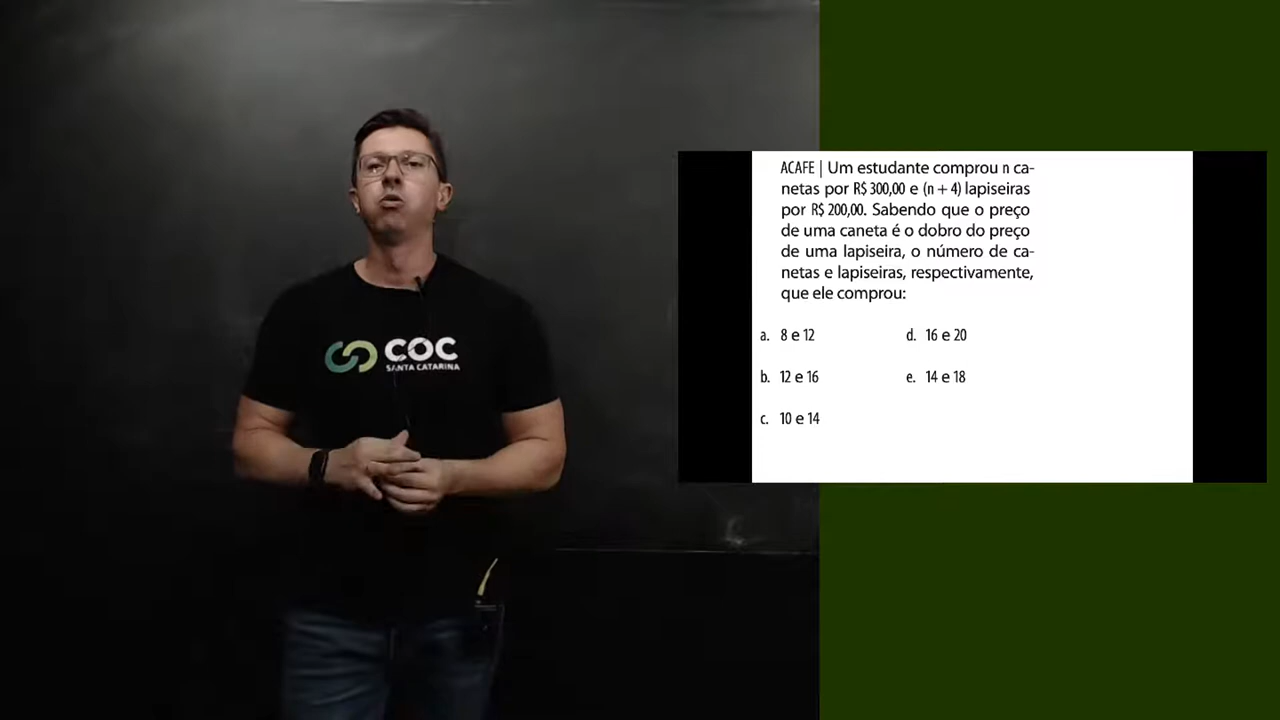 COC
SANTA CATARINA
ACAFE | Um estudante comprou n ca-
netas por R$ 300,00 e (n + 4) lapiseiras
por R$ 200,00. Sabendo que o preço
de uma caneta é o dobro do preço
de uma lapiseira, o número de ca-
netas e lapiseiras, respectivamente,
que ele comprou:
a. 8 e 12
b. 12 e 16
c. 10 e 14
d. 16 e 20
e. 14 e 18